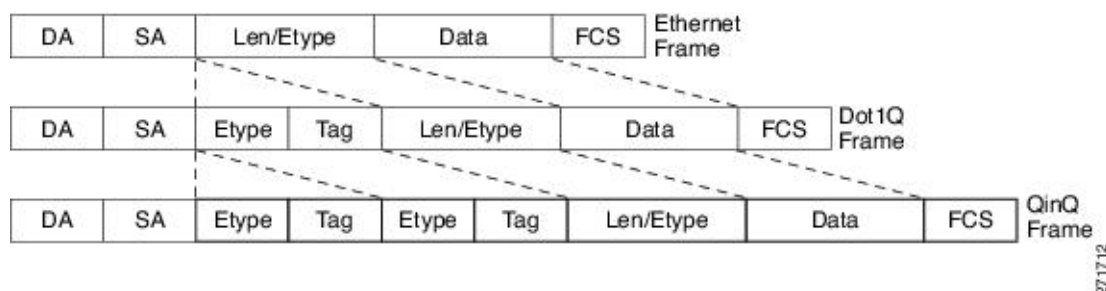 DA SA Len/Etype Data FCS Ethernet Frame
DA SA Etype Tag Len/Etype Data FCS Dot1Q Frame
DA SA Etype Tag Etype Tag Len/Etype Data FCS QinQ Frame
271712